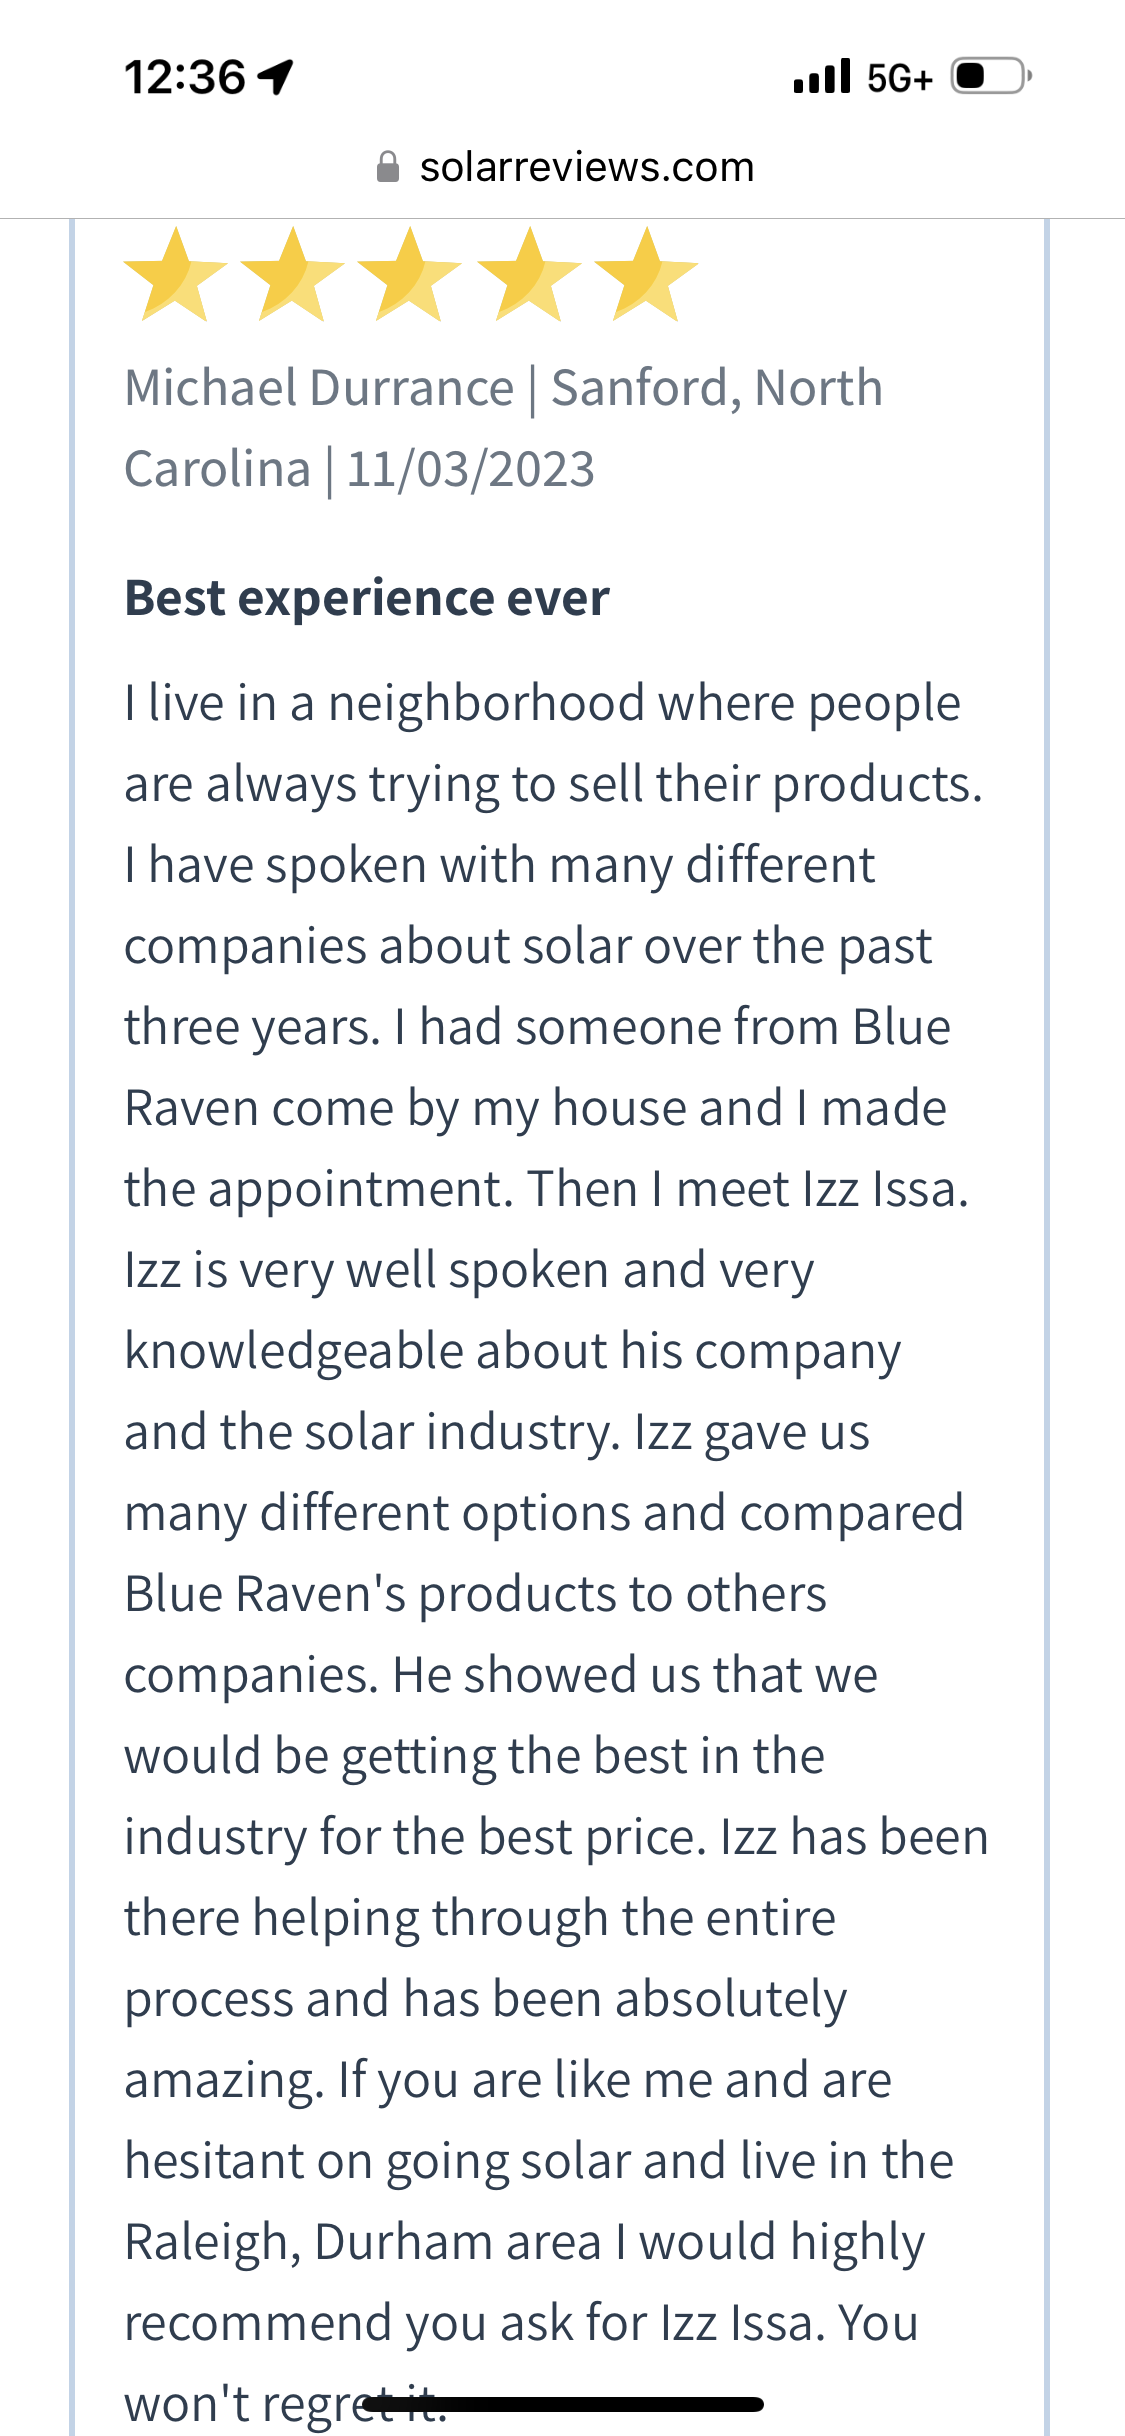 12:36
5G+
solarreviews.com
Michael Durrance | Sanford, North
Carolina | 11/03/2023
Best experience ever
I live in a neighborhood where people
are always trying to sell their products.
I have spoken with many different
companies about solar over the past
three years. I had someone from Blue
Raven come by my house and I made
the appointment. Then I meet Izz Issa.
Izz is very well spoken and very
knowledgeable about his company
and the solar industry. Izz gave us
many different options and compared
Blue Raven's products to others
companies. He showed us that we
would be getting the best in the
industry for the best price. Izz has been
there helping through the entire
process and has been absolutely
amazing. If you are like me and are
hesitant on going solar and live in the
Raleigh, Durham area I would highly
recommend you ask for Izz Issa. You
won't regret it.